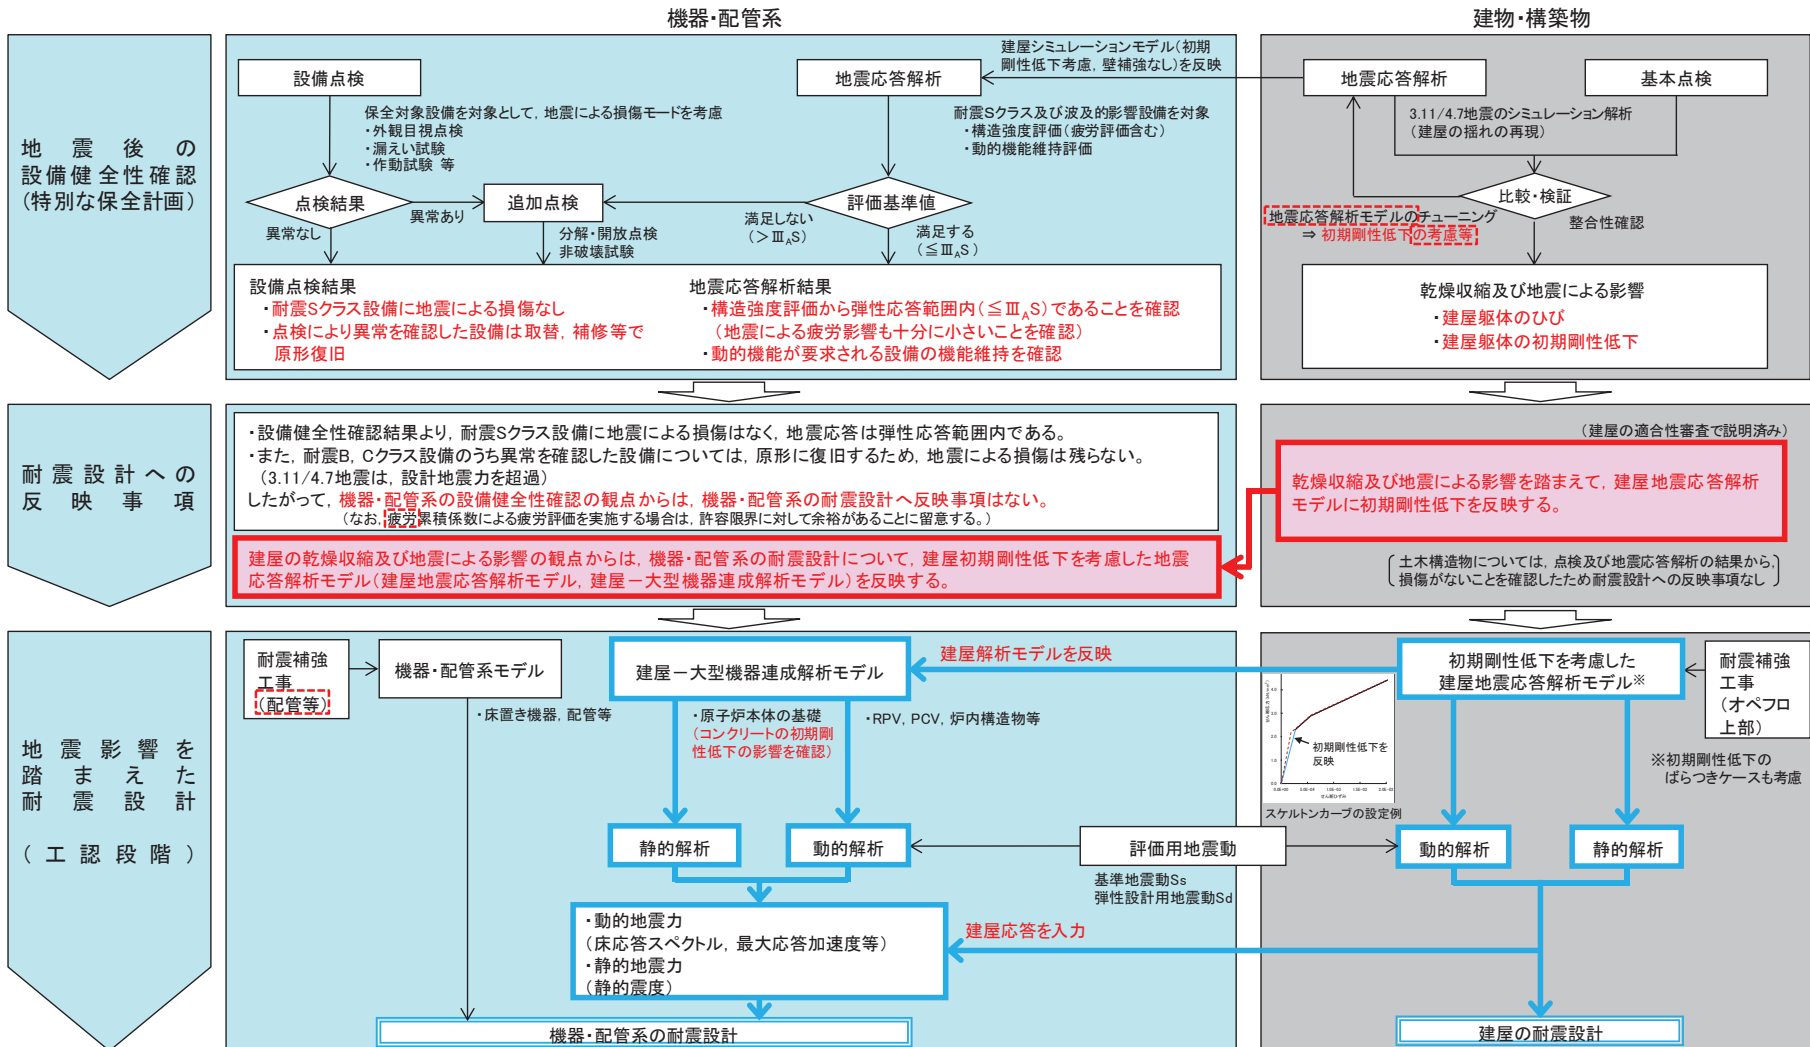 機器・配管系
建物・構築物
地震後の
設備健全性確認
(特別な保全計画)
設備点検
保全対象設備を対象として，地震による損傷モードを考慮
・外観目視点検
・漏えい試験
・作動試験 等
点検結果
異常あり
異常なし
追加点検
分解・開放点検
非破壊試験
地震応答解析
建屋シミュレーションモデル(初期
剛性低下考慮，壁補強なし)を反映
耐震Sクラス及び波及的影響設備を対象
・構造強度評価(疲労評価含む)
・動的機能維持評価
評価基準値
満足しない
(＞ⅢAS)
満足する
(≦ⅢAS)
設備点検結果
・耐震Sクラス設備に地震による損傷なし
・点検により異常を確認した設備は取替，補修等で
原形復旧
地震応答解析結果
・構造強度評価から弾性応答範囲内(≦ⅢAS)であることを確認
(地震による疲労影響も十分に小さいことを確認)
・動的機能が要求される設備の機能維持を確認
地震応答解析
基本点検
3.11/4.7地震のシミュレーション解析
(建屋の揺れの再現)
比較・検証
地震応答解析モデルのチューニング
⇒ 初期剛性低下の考慮等
整合性確認
乾燥収縮及び地震による影響
・建屋躯体のひび
・建屋躯体の初期剛性低下
耐震設計への
反映事項
・設備健全性確認結果より，耐震Sクラス設備に地震による損傷はなく，地震応答は弾性応答範囲内である。
・また，耐震B，Cクラス設備のうち異常を確認した設備については，原形に復旧するため，地震による損傷は残らない。
(3.11/4.7地震は，設計地震力を超過)
したがって，機器・配管系の設備健全性確認の観点からは，機器・配管系の耐震設計へ反映事項はない。
(なお，疲労累積係数による疲労評価を実施する場合は，許容限界に対して余裕があることに留意する。)
建屋の乾燥収縮及び地震による影響の観点からは，機器・配管系の耐震設計について，建屋初期剛性低下を考慮した地震
応答解析モデル(建屋地震応答解析モデル，建屋－大型機器連成解析モデル)を反映する。
(建屋の適合性審査で説明済み)
乾燥収縮及び地震による影響を踏まえて，建屋地震応答解析
モデルに初期剛性低下を反映する。
土木構造物については，点検及び地震応答解析の結果から，
損傷がないことを確認したため耐震設計への反映事項なし
地震影響を
踏まえた
耐震設計
(工認段階)
耐震補強
工事
(配管等)
機器・配管系モデル
・床置き機器，配管等
建屋－大型機器連成解析モデル
・原子炉本体の基礎
(コンクリートの初期剛
性低下の影響を確認)
・RPV，PCV，炉内構造物等
建屋解析モデルを反映
初期剛性低下を考慮した
建屋地震応答解析モデル※
耐震補強
工事
(オペフロ
上部)
4.0
3.0
2.0
1.0
0.0
0.0E+00 5.0E-04 1.0E-03 1.5E-03 2.0E-03
せん断ひずみ
初期剛性低下を
反映
スケルトンカーブの設定例
※初期剛性低下の
ばらつきケースも考慮
静的解析
動的解析
評価用地震動
基準地震動Ss
弾性設計用地震動Sd
動的解析
静的解析
・動的地震力
(床応答スペクトル，最大応答加速度等)
・静的地震力
(静的震度)
建屋応答を入力
機器・配管系の耐震設計
建屋の耐震設計